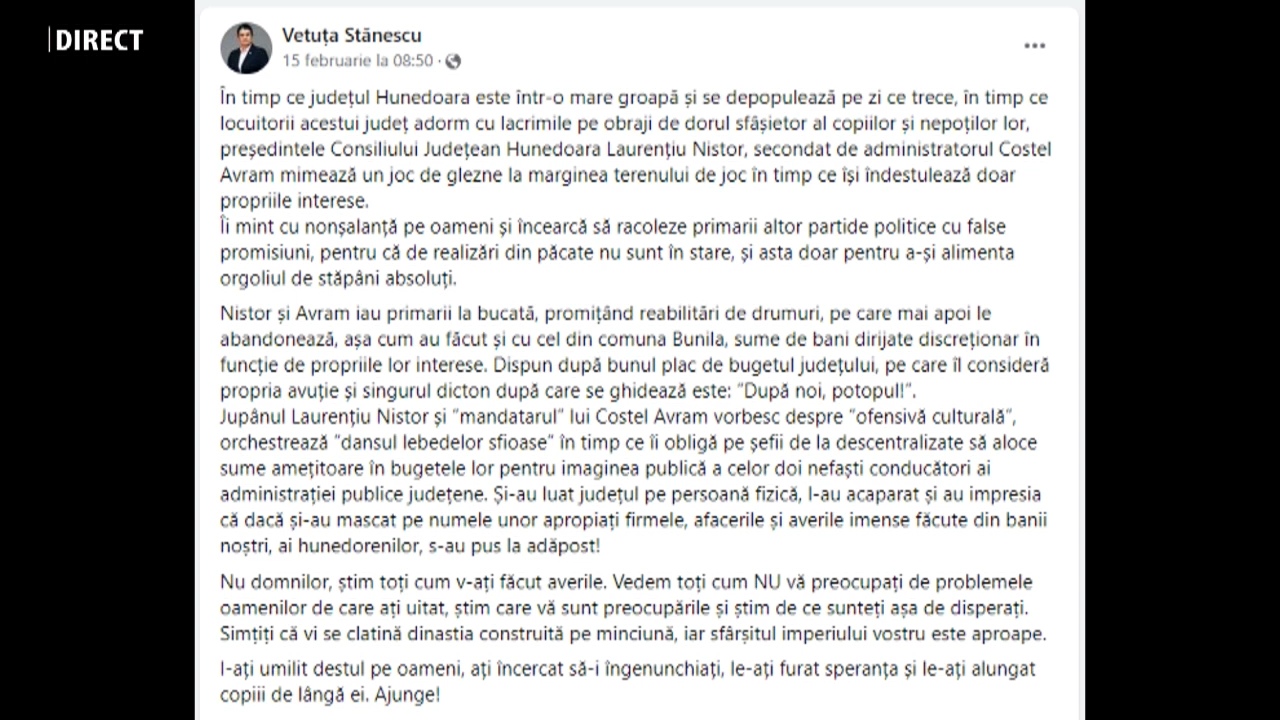 DIRECT
Vetuța Stănescu
15 februarie la 08:50 ·
În timp ce județul Hunedoara este într-o mare groapă și se depopulează pe zi ce trece, în timp ce
locuitorii acestui județ adorm cu lacrimile pe obraji de dorul sfâșietor al copiilor și nepoților lor,
președintele Consiliului Județean Hunedoara Laurențiu Nistor, secondat de administratorul Costel
Avram mimează un joc de glezne la marginea terenului de joc în timp ce își îndestulează doar
propriile interese.
Îi mint cu nonșalanță pe oameni și încearcă să racoleze primarii altor partide politice cu false
promisiuni, pentru că de realizări din păcate nu sunt în stare, și asta doar pentru a-și alimenta
orgoliul de stăpâni absoluți.
Nistor și Avram iau primarii la bucată, promițând reabilitări de drumuri, pe care mai apoi le
abandonează, așa cum au făcut și cu cel din comuna Bunila, sume de bani dirijate discreționar în
funcție de propriile lor interese. Dispun după bunul plac de bugetul județului, pe care îl consideră
propria avuție și singurul dicton după care se ghidează este: "După noi, potopul!".
Jupânul Laurențiu Nistor și "mandatarul" lui Costel Avram vorbesc despre "ofensivă culturală",
orchestrează "dansul lebedelor sfioase" în timp ce îi obligă pe șefii de la descentralizate să aloce
sume amețitoare în bugetele lor pentru imaginea publică a celor doi nefaști conducători ai
administrației publice județene. Și-au luat județul pe persoană fizică, l-au acaparat și au impresia
că dacă și-au mascat pe numele unor apropiați firmele, afacerile și averile imense făcute din banii
noștri, ai hunedorenilor, s-au pus la adăpost!
Nu domnilor, știm toți cum v-ați făcut averile. Vedem toți cum NU vă preocupați de problemele
oamenilor de care ați uitat, știm care vă sunt preocupările și știm de ce sunteți așa de disperați.
Simțiți că vi se clatină dinastia construită pe minciună, iar sfârșitul imperiului vostru este aproape.
I-ați umilit destul pe oameni, ați încercat să-i îngenunchiați, le-ați furat speranța și le-ați alungat
copiii de lângă ei. Ajunge!